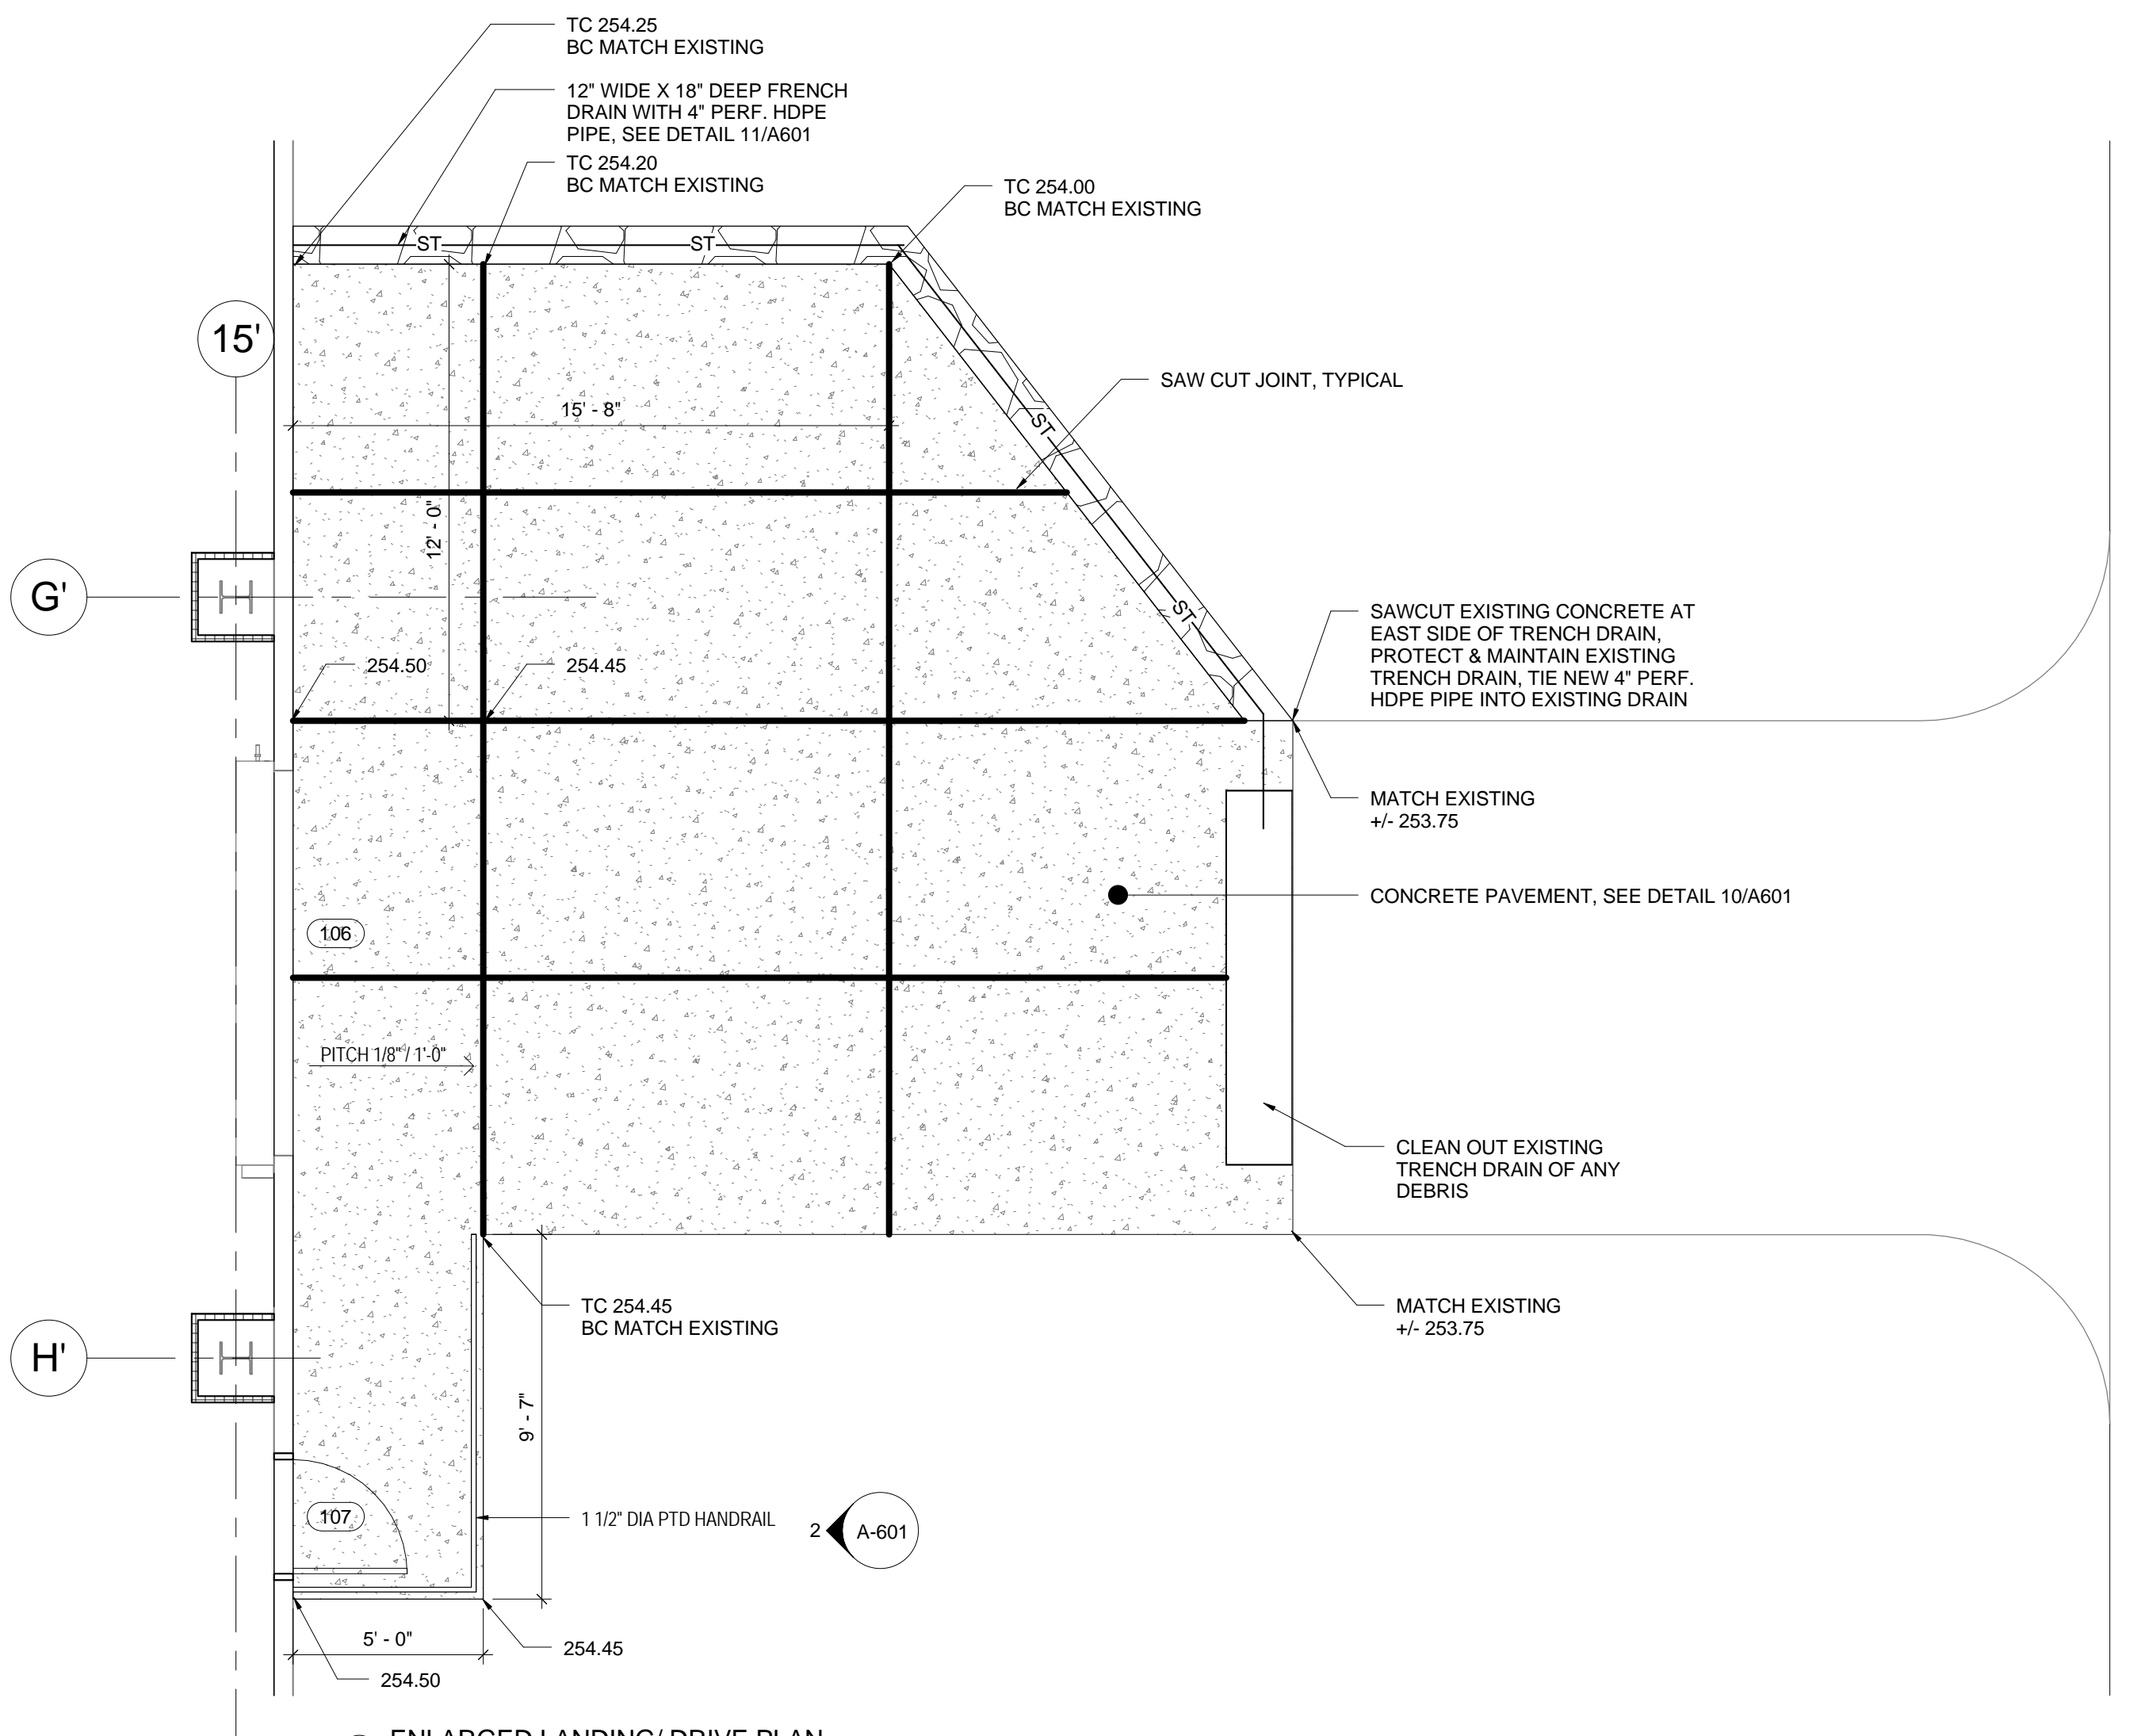 TC 254.25
BC MATCH EXISTING
12" WIDE X 18" DEEP FRENCH
DRAIN WITH 4" PERF. HDPE
PIPE, SEE DETAIL 11/A601
TC 254.20
BC MATCH EXISTING
TC 254.00
BC MATCH EXISTING
ST
ST
15'
SAW CUT JOINT, TYPICAL
15' - 8"
ST
12' - 0"
G'
ST
SAWCUT EXISTING CONCRETE AT
EAST SIDE OF TRENCH DRAIN,
PROTECT & MAINTAIN EXISTING
TRENCH DRAIN, TIE NEW 4" PERF.
HDPE PIPE INTO EXISTING DRAIN
254.50
254.45
MATCH EXISTING
+/- 253.75
CONCRETE PAVEMENT, SEE DETAIL 10/A601
106
PITCH 1/8" / 1'-0"
CLEAN OUT EXISTING
TRENCH DRAIN OF ANY
DEBRIS
TC 254.45
BC MATCH EXISTING
MATCH EXISTING
+/- 253.75
H'
9' - 7"
107
1 1/2" DIA PTD HANDRAIL
2
A-601
5' - 0"
254.45
254.50
ENLARGED LANDING/ DRIVE PLAN